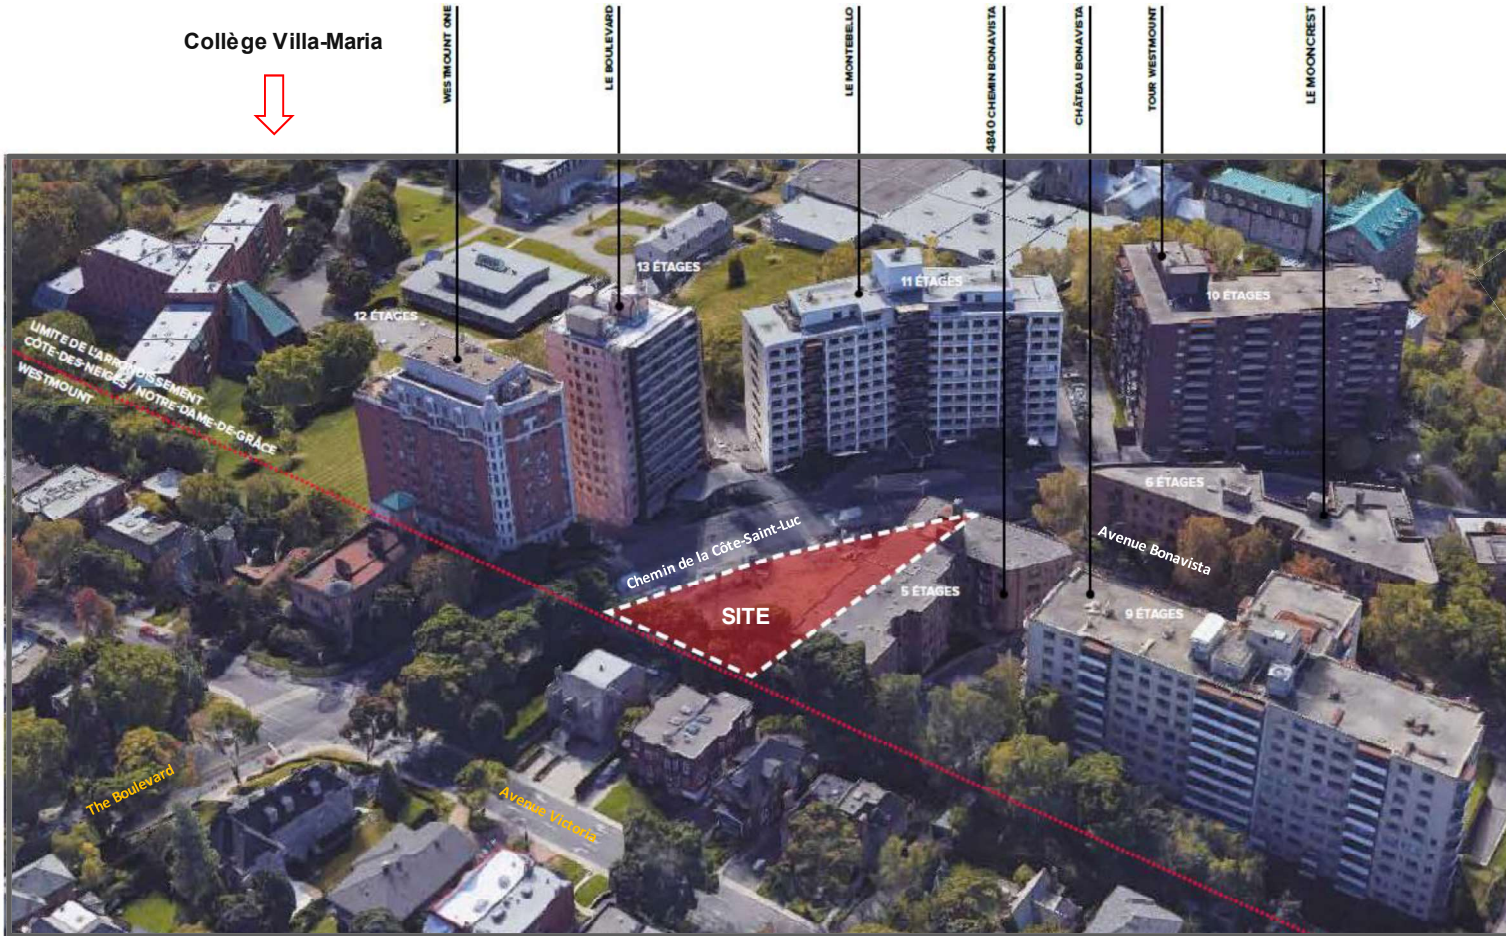 Collège Villa-Maria
WESTMOUNT ONE
LE BOULEVARD
LE MONTEBELLO
4840 CHEMIN BONAVISTA
CHÂTEAU BONAVISTA
TOUR WESTMOUNT
LE MOONCREST
13 ÉTAGES
11 ÉTAGES
10 ÉTAGES
12 ÉTAGES
LIMITE DE L'ARRONDISSEMENT
CÔTE-DES-NEIGES / NOTRE-DAME-DE-GRÂCE
WESTMOUNT
6 ÉTAGES
Chemin de la Côte-Saint-Luc
Avenue Bonavista
5 ÉTAGES
SITE
9 ÉTAGES
The Boulevard
Avenue Victoria